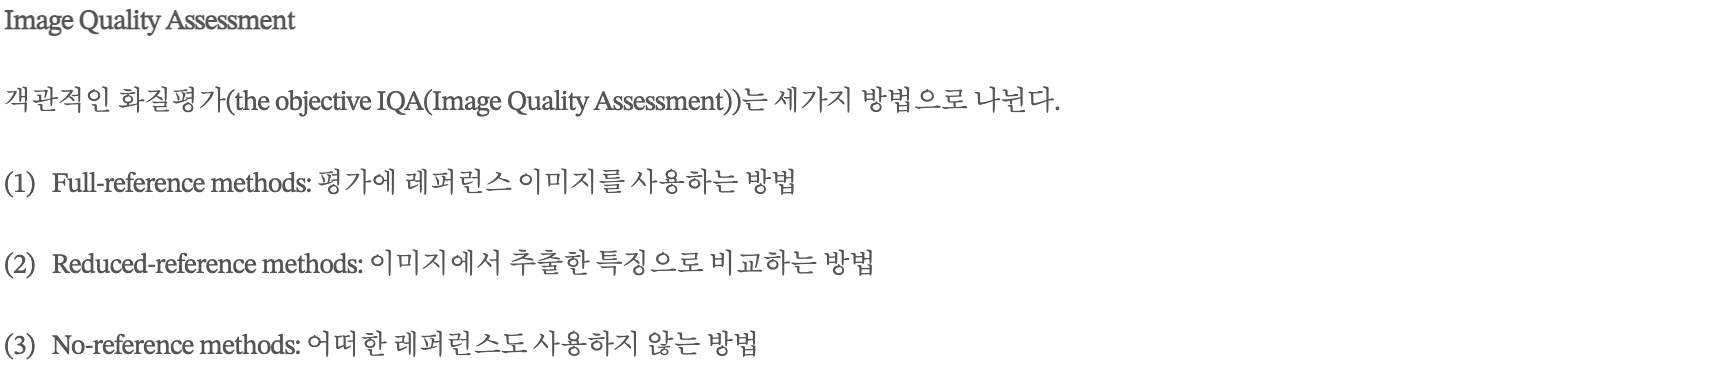 Image Quality Assessment
객관적인 화질평가(the objective IQA(Image Quality Assessment))는 세가지 방법으로 나뉜다.
(1) Full-reference methods: 평가에 레퍼런스 이미지를 사용하는 방법
(2) Reduced-reference methods: 이미지에서 추출한 특징으로 비교하는 방법
(3) No-reference methods: 어떠한 레퍼런스도 사용하지 않는 방법